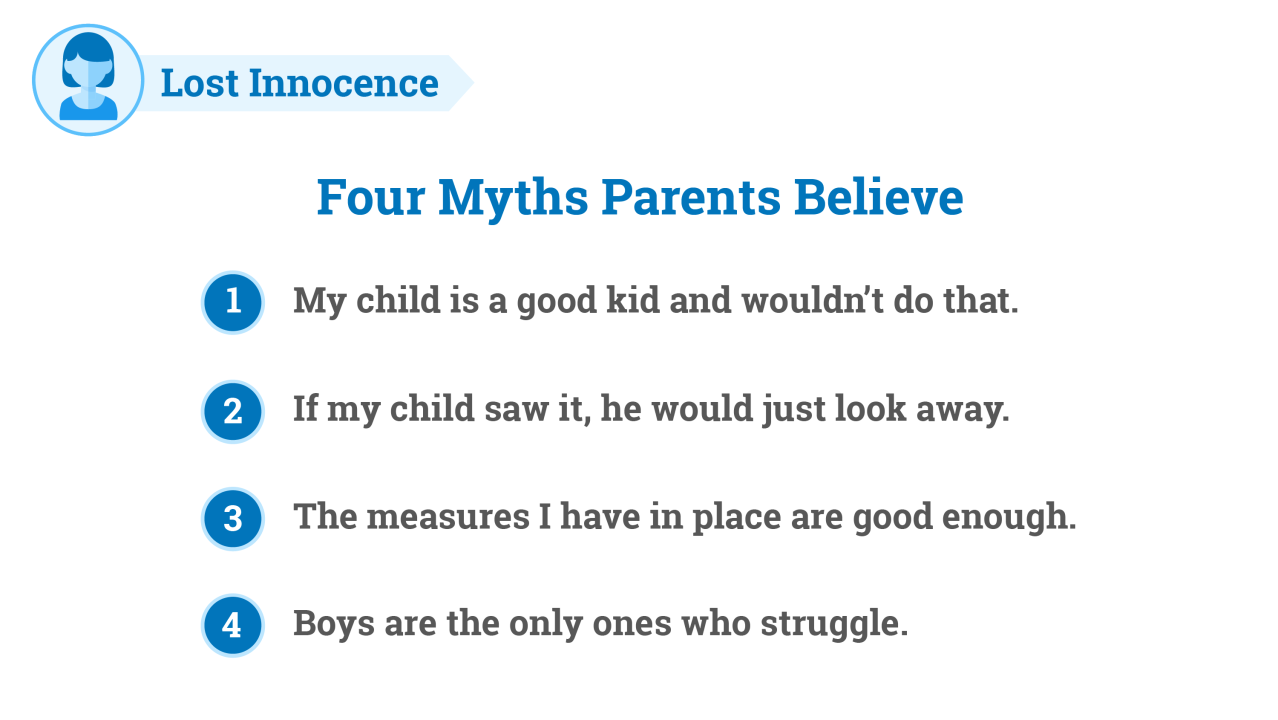 Lost Innocence
Four Myths Parents Believe
1 My child is a good kid and wouldn’t do that.
2 If my child saw it, he would just look away.
3 The measures I have in place are good enough.
4 Boys are the only ones who struggle.